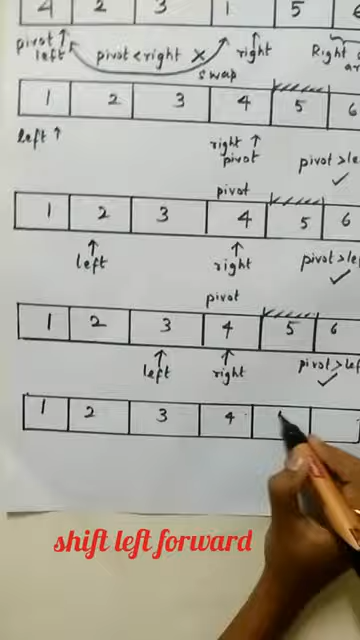 4 2 3 1 5 6
pivot left pivot < right × right Right
swap
1 2 3 4 5 6
left right
pivot pivot > le
pivot
1 2 3 4 5 6
left right pivot > le
pivot
1 2 3 4 5 6
left right pivot > lef
1 2 3 4
shift left forward